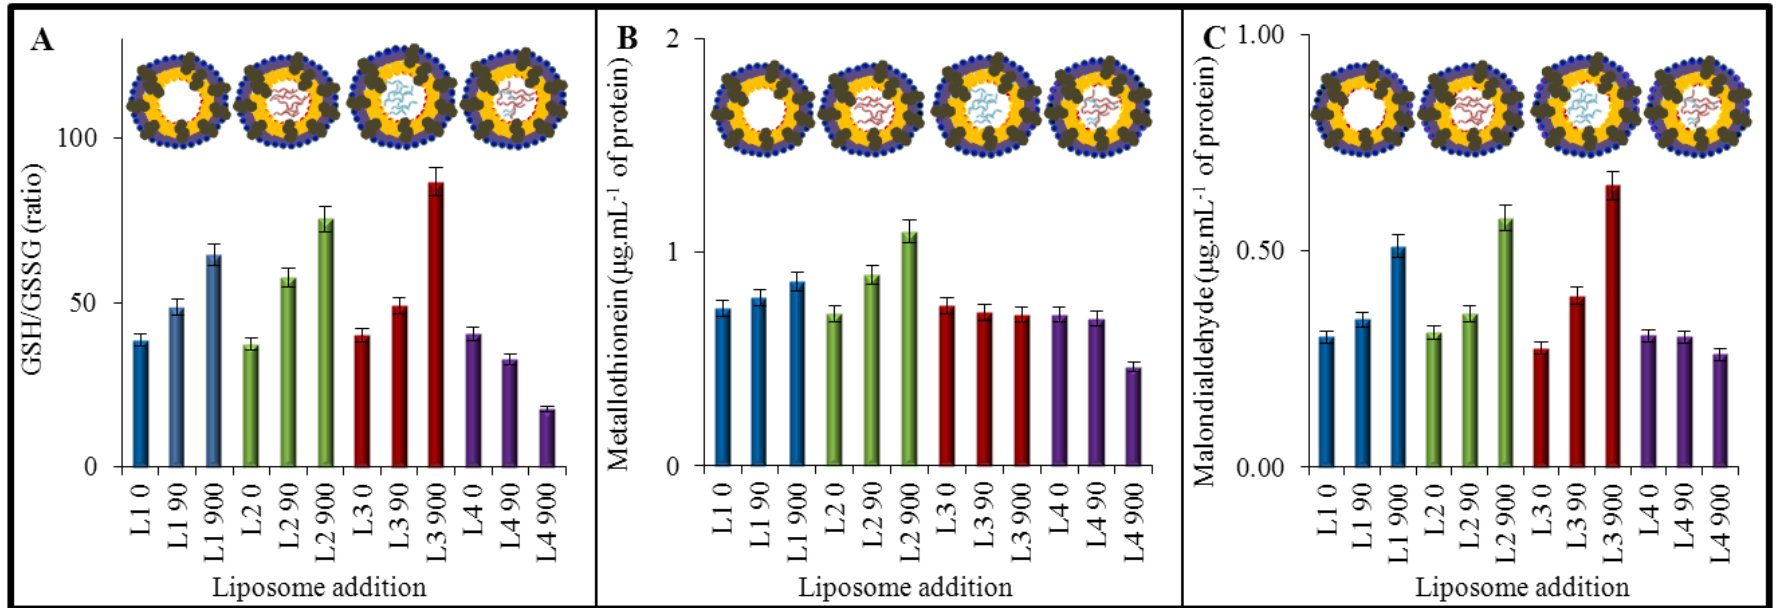 A
GSH/GSSG (ratio)
100
50
0
L1 0
L1 90
L1 900
L2 0
L2 90
L2 900
L3 0
L3 90
L3 900
L4 0
L4 90
L4 900
Liposome addition
B
Metallothionein (µg.mL⁻¹ of protein)
2
1
0
L1 0
L1 90
L1 900
L2 0
L2 90
L2 900
L3 0
L3 90
L3 900
L4 0
L4 90
L4 900
Liposome addition
C
Malondialdehyde (µg.mL⁻¹ of protein)
1.00
0.50
0.00
L1 0
L1 90
L1 900
L2 0
L2 90
L2 900
L3 0
L3 90
L3 900
L4 0
L4 90
L4 900
Liposome addition